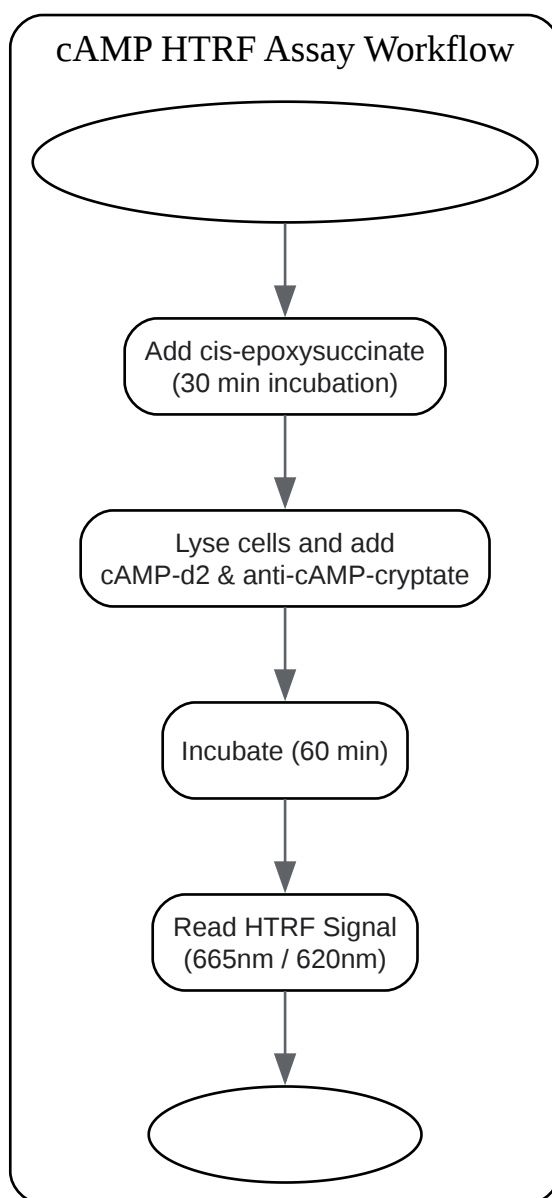 cAMP HTRF Assay Workflow
Add cis-epoxysuccinate
(30 min incubation)
Lyse cells and add
cAMP-d2 & anti-cAMP-cryptate
Incubate (60 min)
Read HTRF Signal
(665nm / 620nm)